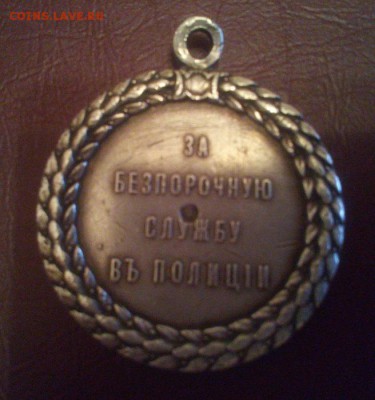 COINS.LAVE.RU
ЗА
БЕЗПОРОЧНУЮ
СЛУЖБУ
ВЪ ПОЛИЦІИ